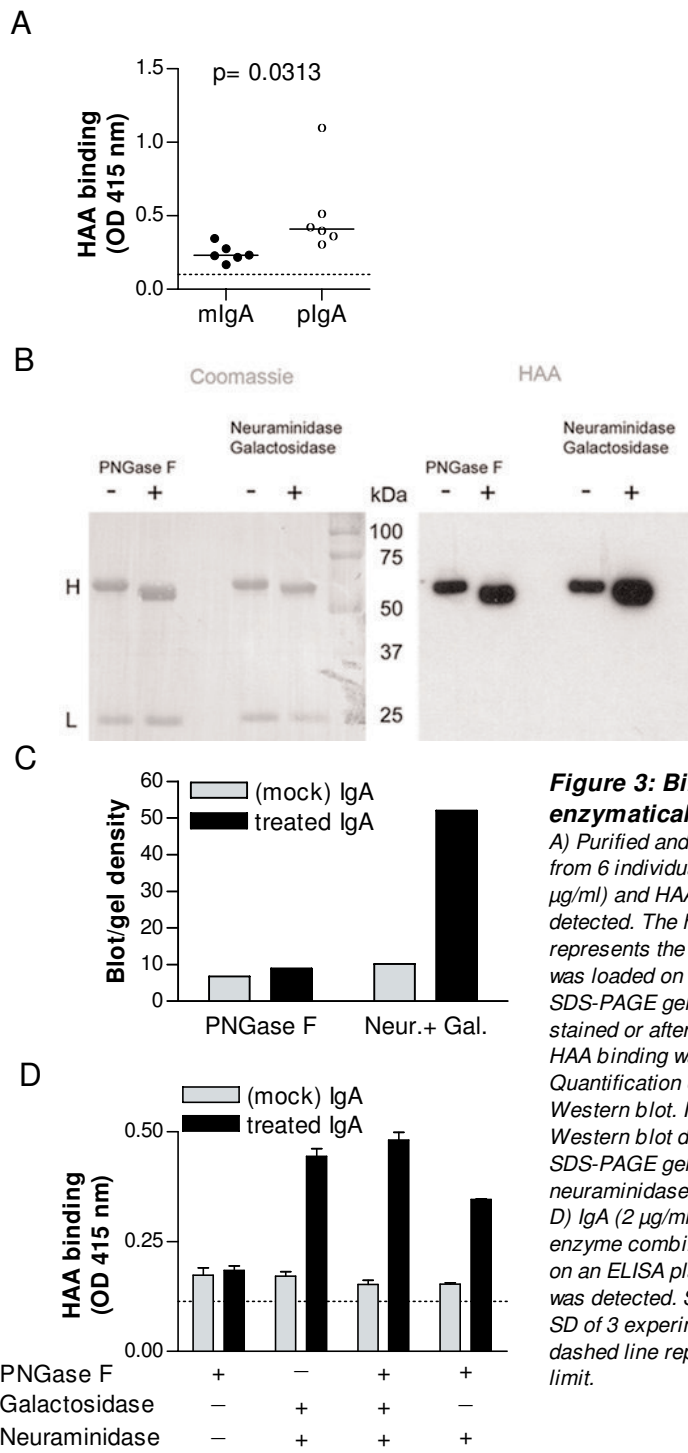 A
1.5
p= 0.0313
1.0
0.5
0.0
HAA binding
(OD 415 nm)
mIgA pIgA
B
Coomassie HAA
Neuraminidase
Galactosidase
Neuraminidase
Galactosidase
PNGase F
PNGase F
- + - + kDa - + - +
100
75
H
50
37
L
25
C
60
50
40
30
20
10
0
Blot/gel density
(mock) IgA
treated IgA
PNGase F Neur.+ Gal.
Figure 3: Bi
enzymatical
A) Purified and
from 6 individu
µg/ml) and HAA
detected. The h
represents the
was loaded on
SDS-PAGE gel
stained or after
HAA binding w
Quantification
Western blot. I
Western blot d
SDS-PAGE gel
neuraminidase
D) IgA (2 µg/m
enzyme combi
on an ELISA pl
was detected. S
SD of 3 experim
dashed line rep
limit.
D
(mock) IgA
treated IgA
0.50
0.25
0.00
HAA binding
(OD 415 nm)
PNGase F + – + +
Galactosidase – + + –
Neuraminidase – + + +